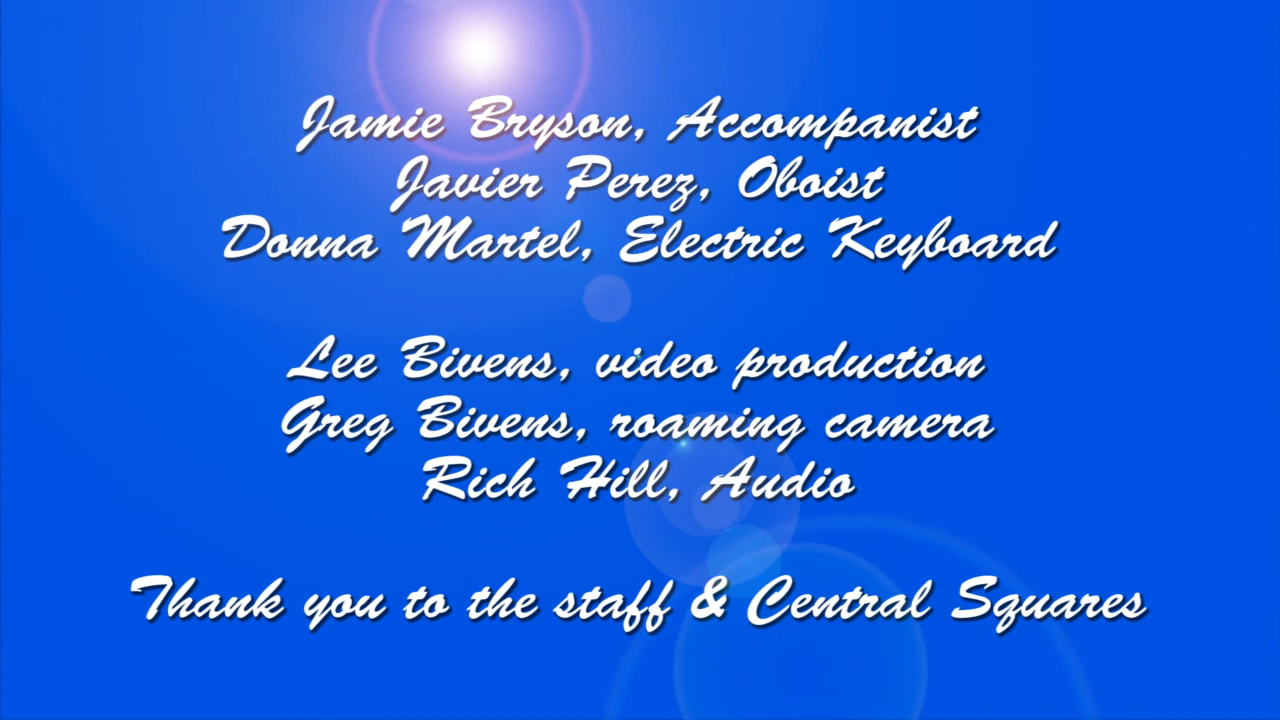 Jamie Bryson, Accompanist
Javier Perez, Oboist
Donna Martel, Electric Keyboard
Lee Bivens, video production
Greg Bivens, roaming camera
Rich Hill, Audio
Thank you to the staff & Central Squares